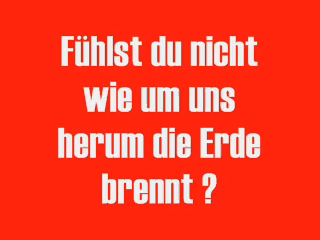 Fühlst du nicht
wie um uns
herum die Erde
brennt ?